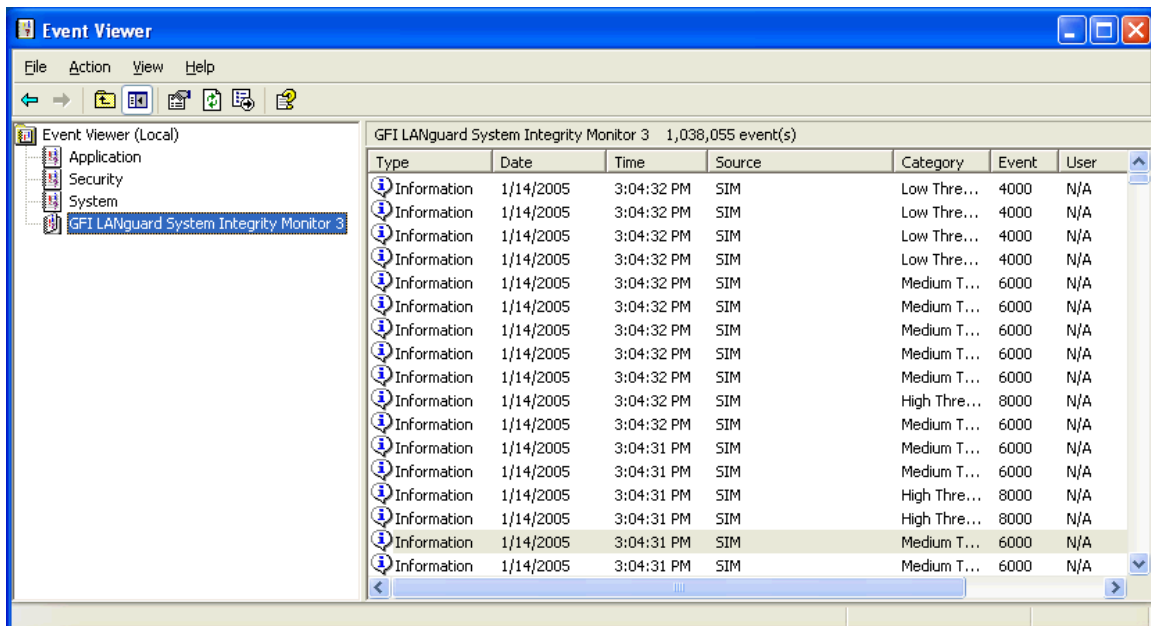 Event Viewer
File Action View Help
Event Viewer (Local)
Application
Security
System
GFI LANguard System Integrity Monitor 3
GFI LANguard System Integrity Monitor 3 1,038,055 event(s)
Type Date Time Source Category Event User
Information 1/14/2005 3:04:32 PM SIM Low Thre... 4000 N/A
Information 1/14/2005 3:04:32 PM SIM Low Thre... 4000 N/A
Information 1/14/2005 3:04:32 PM SIM Low Thre... 4000 N/A
Information 1/14/2005 3:04:32 PM SIM Low Thre... 4000 N/A
Information 1/14/2005 3:04:32 PM SIM Medium T... 6000 N/A
Information 1/14/2005 3:04:32 PM SIM Medium T... 6000 N/A
Information 1/14/2005 3:04:32 PM SIM Medium T... 6000 N/A
Information 1/14/2005 3:04:32 PM SIM Medium T... 6000 N/A
Information 1/14/2005 3:04:32 PM SIM Medium T... 6000 N/A
Information 1/14/2005 3:04:32 PM SIM High Thre... 8000 N/A
Information 1/14/2005 3:04:32 PM SIM Medium T... 6000 N/A
Information 1/14/2005 3:04:31 PM SIM Medium T... 6000 N/A
Information 1/14/2005 3:04:31 PM SIM Medium T... 6000 N/A
Information 1/14/2005 3:04:31 PM SIM High Thre... 8000 N/A
Information 1/14/2005 3:04:31 PM SIM High Thre... 8000 N/A
Information 1/14/2005 3:04:31 PM SIM Medium T... 6000 N/A
Information 1/14/2005 3:04:31 PM SIM Medium T... 6000 N/A